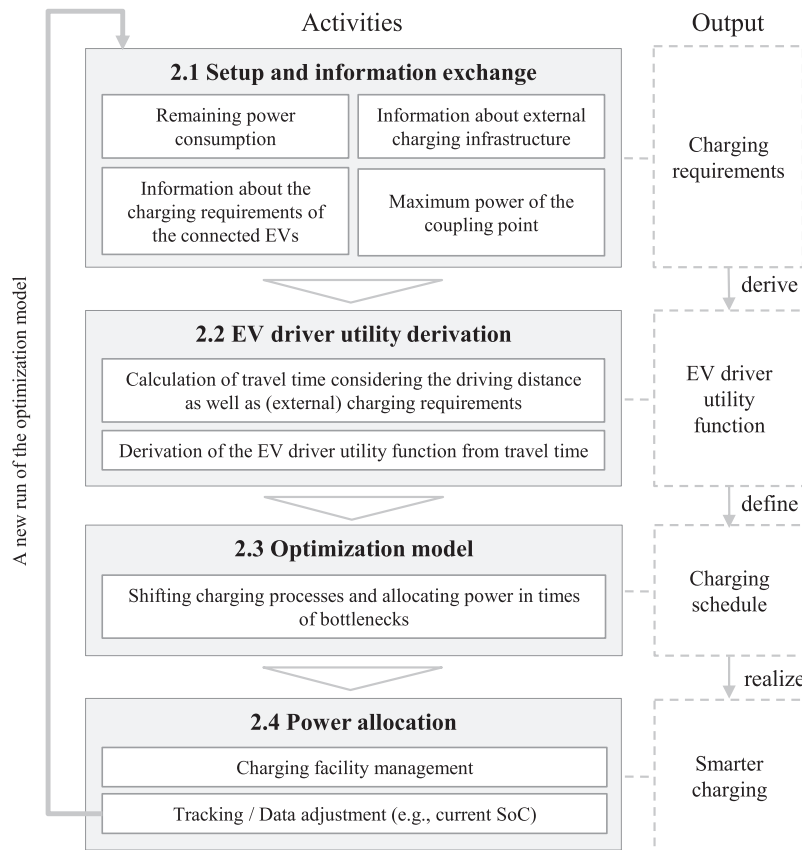 Activities
Output
2.1 Setup and information exchange
Remaining power
consumption
Information about external
charging infrastructure
Information about the
charging requirements of
the connected EVs
Maximum power of the
coupling point
Charging
requirements
derive
2.2 EV driver utility derivation
Calculation of travel time considering the driving distance
as well as (external) charging requirements
Derivation of the EV driver utility function from travel time
EV driver
utility
function
define
2.3 Optimization model
Shifting charging processes and allocating power in times
of bottlenecks
Charging
schedule
realize
2.4 Power allocation
Charging facility management
Tracking / Data adjustment (e.g., current SoC)
Smarter
charging
A new run of the optimization model